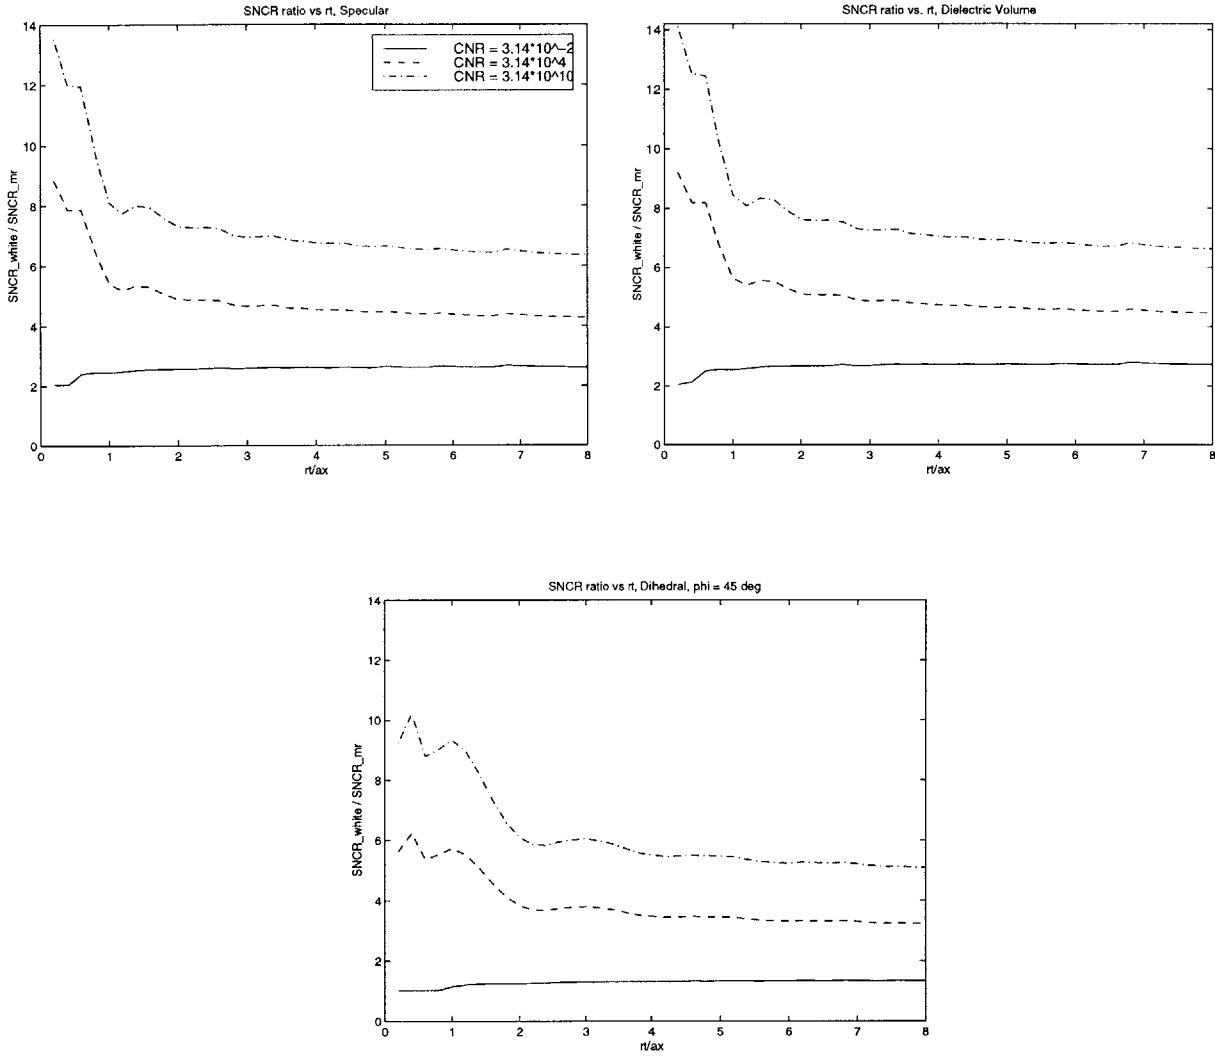 SNCR ratio vs rt, Specular
14
12
10
8
6
4
2
0
SNCR_white / SNCR_mr
CNR = 3.14*10^-2
CNR = 3.14*10^4
CNR = 3.14*10^10
0 1 2 3 4 5 6 7 8
rt/ax
SNCR ratio vs. rt, Dielectric Volume
14
12
10
8
6
4
2
0
SNCR_white / SNCR_mr
0 1 2 3 4 5 6 7 8
rt/ax
SNCR ratio vs rt, Dihedral, phi = 45 deg
14
12
10
8
6
4
2
0
SNCR_white / SNCR_mr
0 1 2 3 4 5 6 7 8
rt/ax